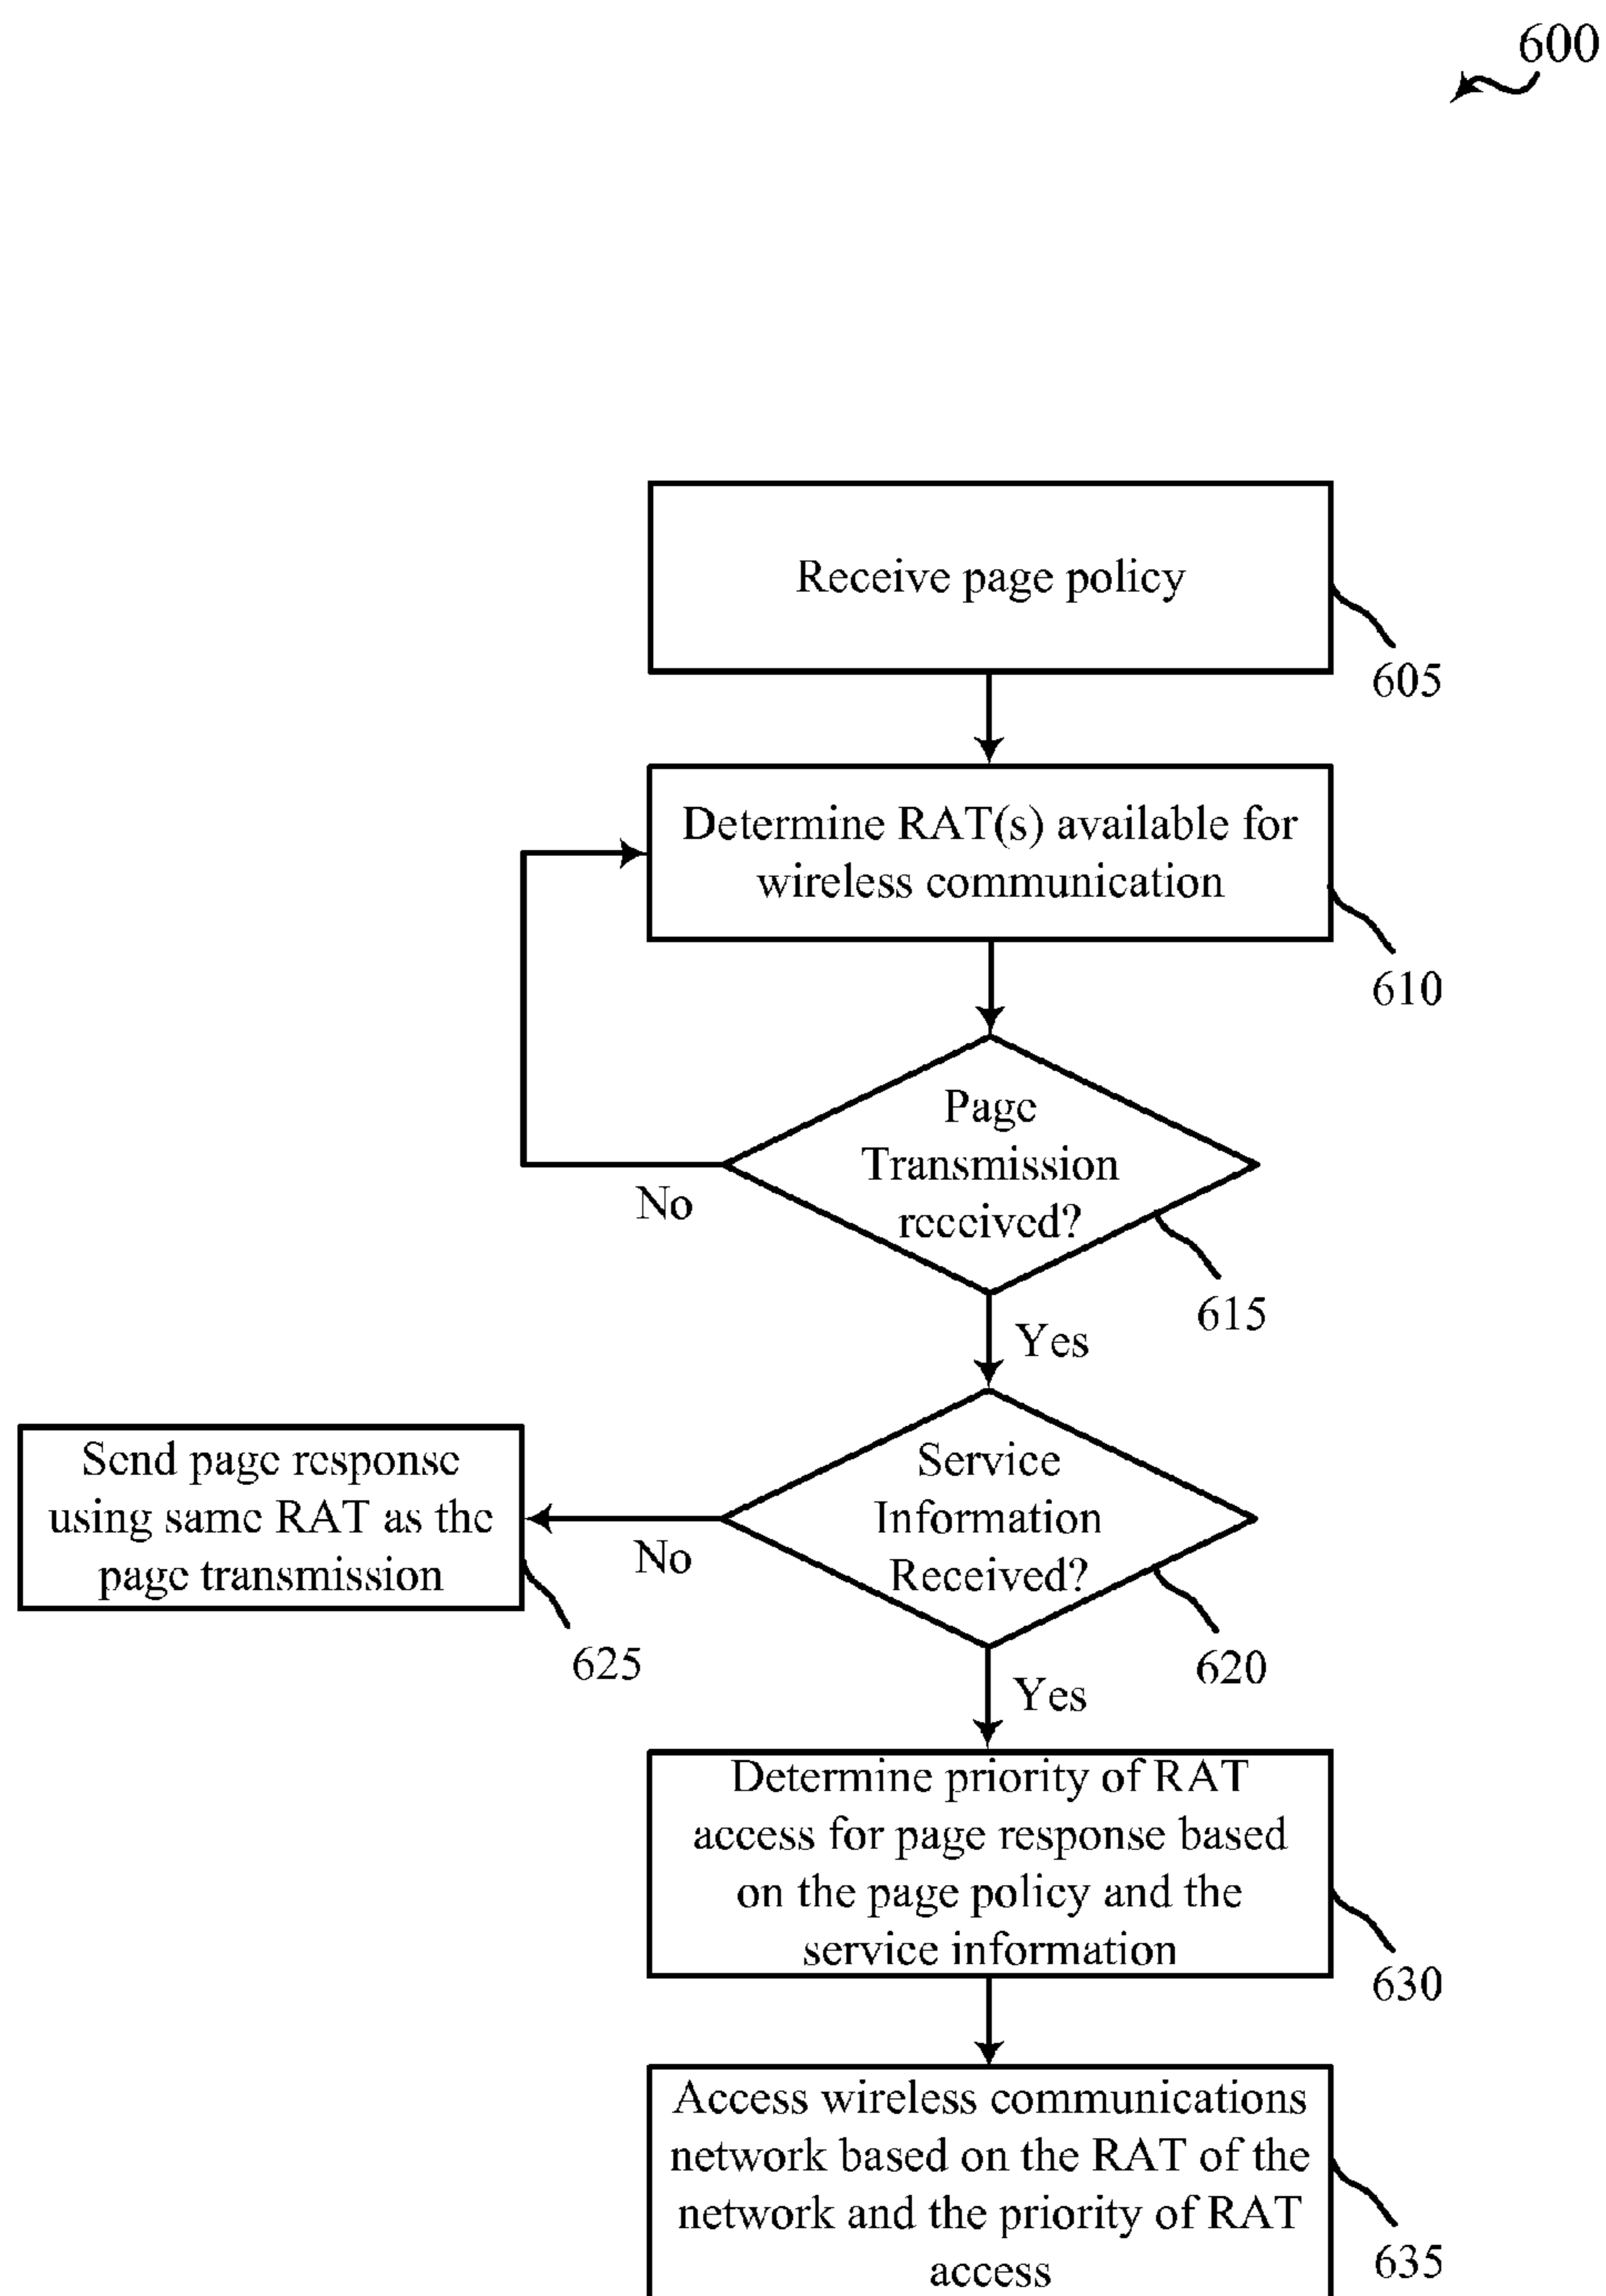 600
Receive page policy
605
Determine RAT(s) available for
wireless communication
610
Page
Transmission
received?
No
615
Yes
Service
Information
Received?
No
620
Send page response
using same RAT as the
page transmission
625
Yes
Determine priority of RAT
access for page response based
on the page policy and the
service information
630
Access wireless communications
network based on the RAT of the
network and the priority of RAT
access
635